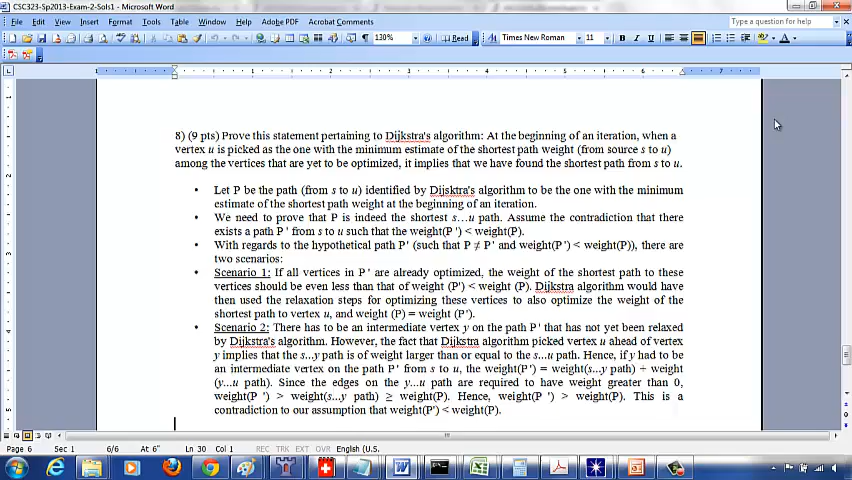 CSC323-Sp2013-Exam-2-Sols1 - Microsoft Word
File Edit View Insert Format Tools Table Window Help Adobe PDF Acrobat Comments
Type a question for help
130% Read Times New Roman 11 B I U
8) (9 pts) Prove this statement pertaining to Dijkstra's algorithm: At the beginning of an iteration, when a
vertex u is picked as the one with the minimum estimate of the shortest path weight (from source s to u)
among the vertices that are yet to be optimized, it implies that we have found the shortest path from s to u.
• Let P be the path (from s to u) identified by Dijsktra's algorithm to be the one with the minimum
estimate of the shortest path weight at the beginning of an iteration.
• We need to prove that P is indeed the shortest s…u path. Assume the contradiction that there
exists a path P ' from s to u such that the weight(P ') < weight(P).
• With regards to the hypothetical path P' (such that P ≠ P' and weight(P') < weight(P)), there are
two scenarios:
• Scenario 1: If all vertices in P' are already optimized, the weight of the shortest path to these
vertices should be even less than that of weight (P') < weight (P). Dijkstra algorithm would have
then used the relaxation steps for optimizing these vertices to also optimize the weight of the
shortest path to vertex u, and weight (P) = weight (P').
• Scenario 2: There has to be an intermediate vertex y on the path P' that has not yet been relaxed
by Dijkstra's algorithm. However, the fact that Dijkstra algorithm picked vertex u ahead of vertex
y implies that the s...y path is of weight larger than or equal to the s...u path. Hence, if y had to be
an intermediate vertex on the path P' from s to u, the weight(P') = weight(s...y path) + weight
(y...u path). Since the edges on the y...u path are required to have weight greater than 0,
weight(P ') > weight(s...y path) ≥ weight(P). Hence, weight(P ') > weight(P). This is a
contradiction to our assumption that weight(P') < weight(P).
Page 6 Sec 1 6/6 At 6" Ln 30 Col 1 REC TRK EXT OVR English (U.S.